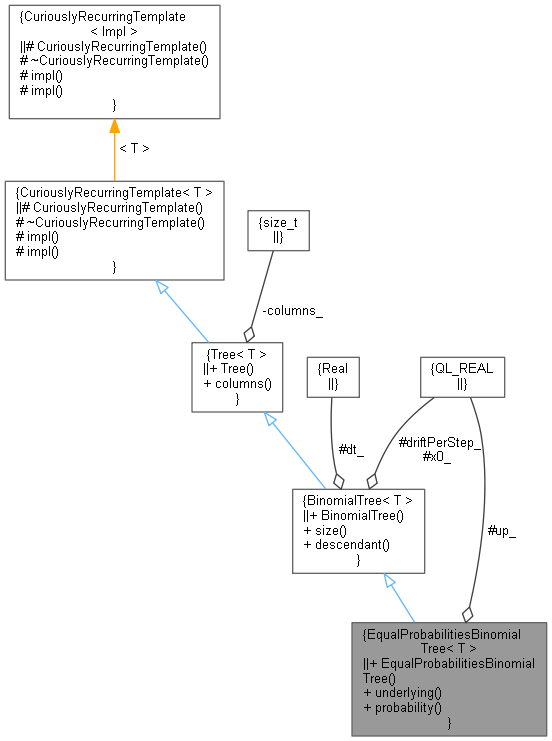 {CuriouslyRecurringTemplate
< Impl >
||# CuriouslyRecurringTemplate()
# ~CuriouslyRecurringTemplate()
# impl()
# impl()
}
< T >
{CuriouslyRecurringTemplate< T >
||# CuriouslyRecurringTemplate()
# ~CuriouslyRecurringTemplate()
# impl()
# impl()
}
{size_t
||}
-columns_
{Tree< T >
||+ Tree()
+ columns()
}
{Real
||}
{QL_REAL
||}
#dt_
#driftPerStep_
#x0_
{BinomialTree< T >
||+ BinomialTree()
+ size()
+ descendant()
}
#up_
{EqualProbabilitiesBinomial
Tree< T >
||+ EqualProbabilitiesBinomial
Tree()
+ underlying()
+ probability()
}